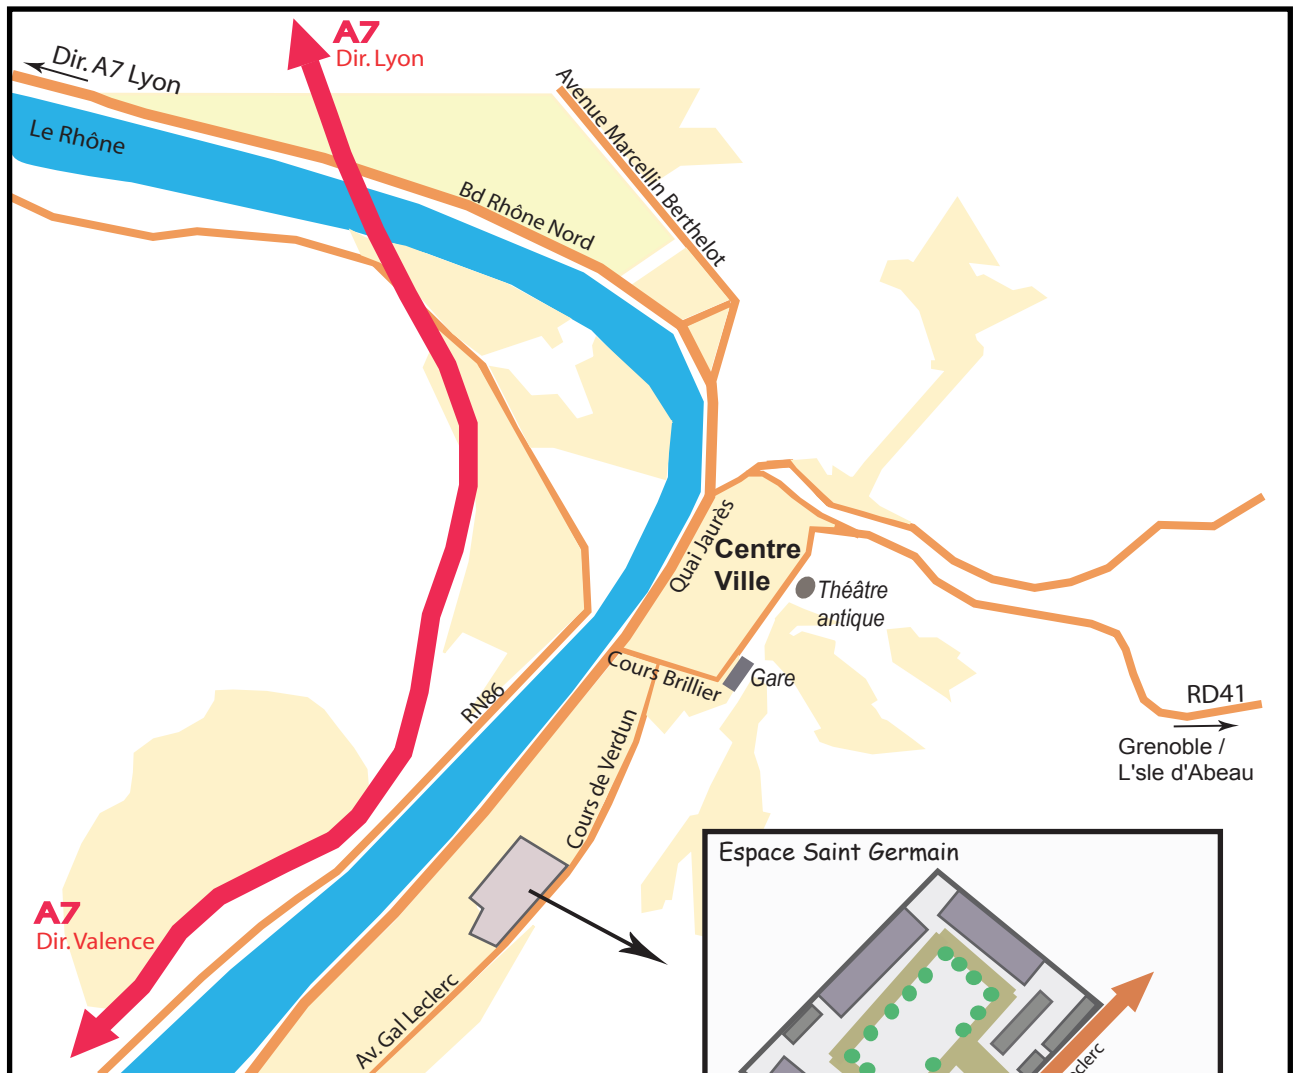 A7
Dir. Lyon
Dir. A7 Lyon
Le Rhône
Avenue Marcellin Berthelot
Bd Rhône Nord
Quai Jaurès
Centre
Ville
Théâtre
antique
Cours Brillier
Gare
RN86
RD41
Grenoble /
L'sle d'Abeau
Cours de Verdun
Espace Saint Germain
A7
Dir. Valence
Av. Gal Leclerc